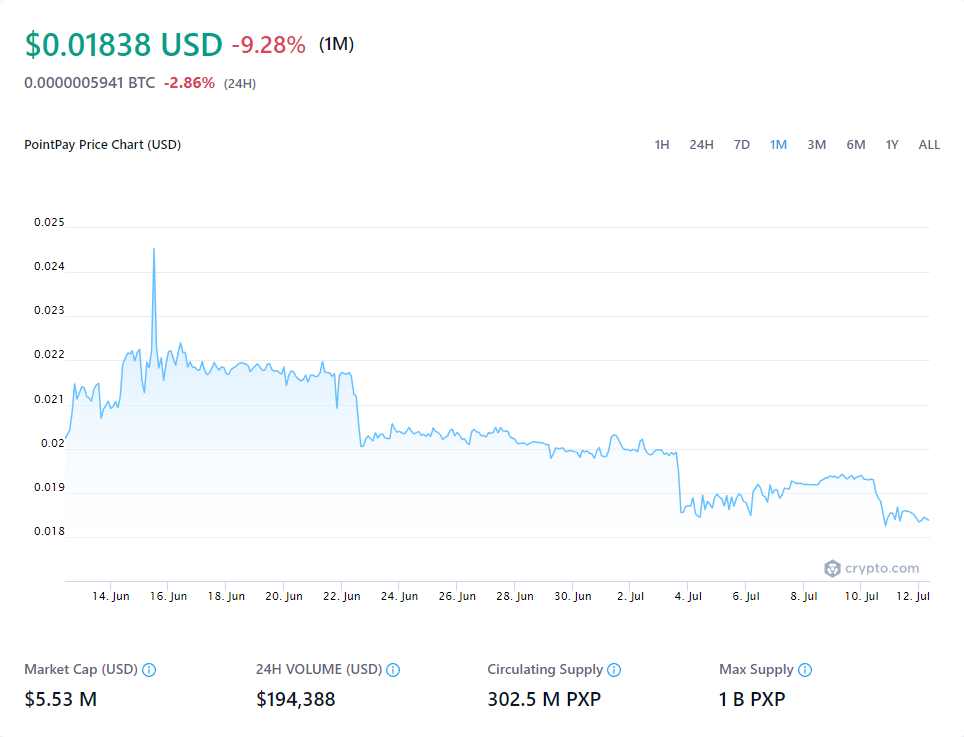 $0.01838 USD -9.28% (1M)
0.0000005941 BTC -2.86% (24H)
PointPay Price Chart (USD) 1H 24H 7D 1M 3M 6M 1Y ALL
0.025
0.024
0.023
0.022
0.021
0.02
0.019
0.018
crypto.com
14. Jun 16. Jun 18. Jun 20. Jun 22. Jun 24. Jun 26. Jun 28. Jun 30. Jun 2. Jul 4. Jul 6. Jul 8. Jul 10. Jul 12. Jul
Market Cap (USD) 24H VOLUME (USD) Circulating Supply Max Supply
$5.53 M $194,388 302.5 M PXP 1 B PXP